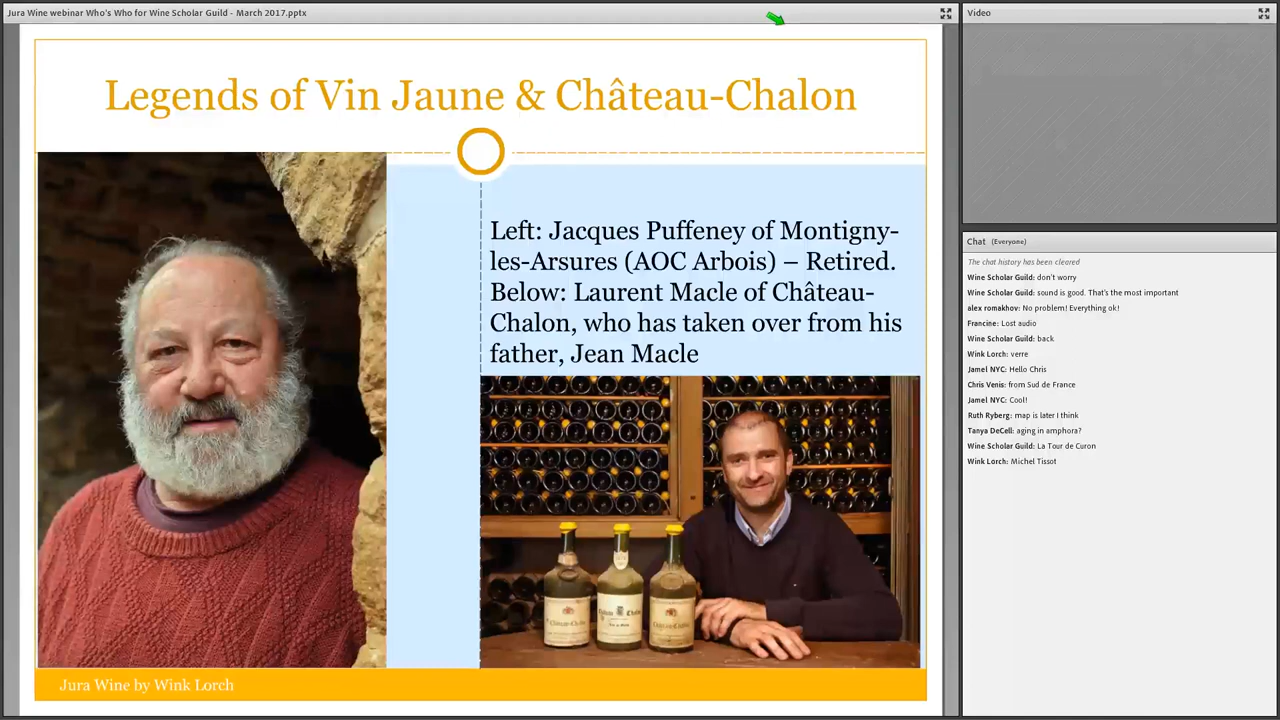 Jura Wine webinar Who's Who for Wine Scholar Guild - March 2017.pptx
Legends of Vin Jaune & Château-Chalon
Left: Jacques Puffeney of Montigny-
les-Arsures (AOC Arbois) – Retired.
Below: Laurent Macle of Château-
Chalon, who has taken over from his
father, Jean Macle
Jura Wine by Wink Lorch
Video
Chat (Everyone)
The chat history has been cleared
Wine Scholar Guild: don't worry
Wine Scholar Guild: sound is good. That's the most important
alex romakhov: No problem! Everything ok!
Francine: Lost audio
Wine Scholar Guild: back
Wink Lorch: verre
Jamel NYC: Hello Chris
Chris Venis: from Sud de France
Jamel NYC: Cool!
Ruth Ryberg: map is later I think
Tanya DeCell: aging in amphora?
Wine Scholar Guild: La Tour de Curon
Wink Lorch: Michel Tissot